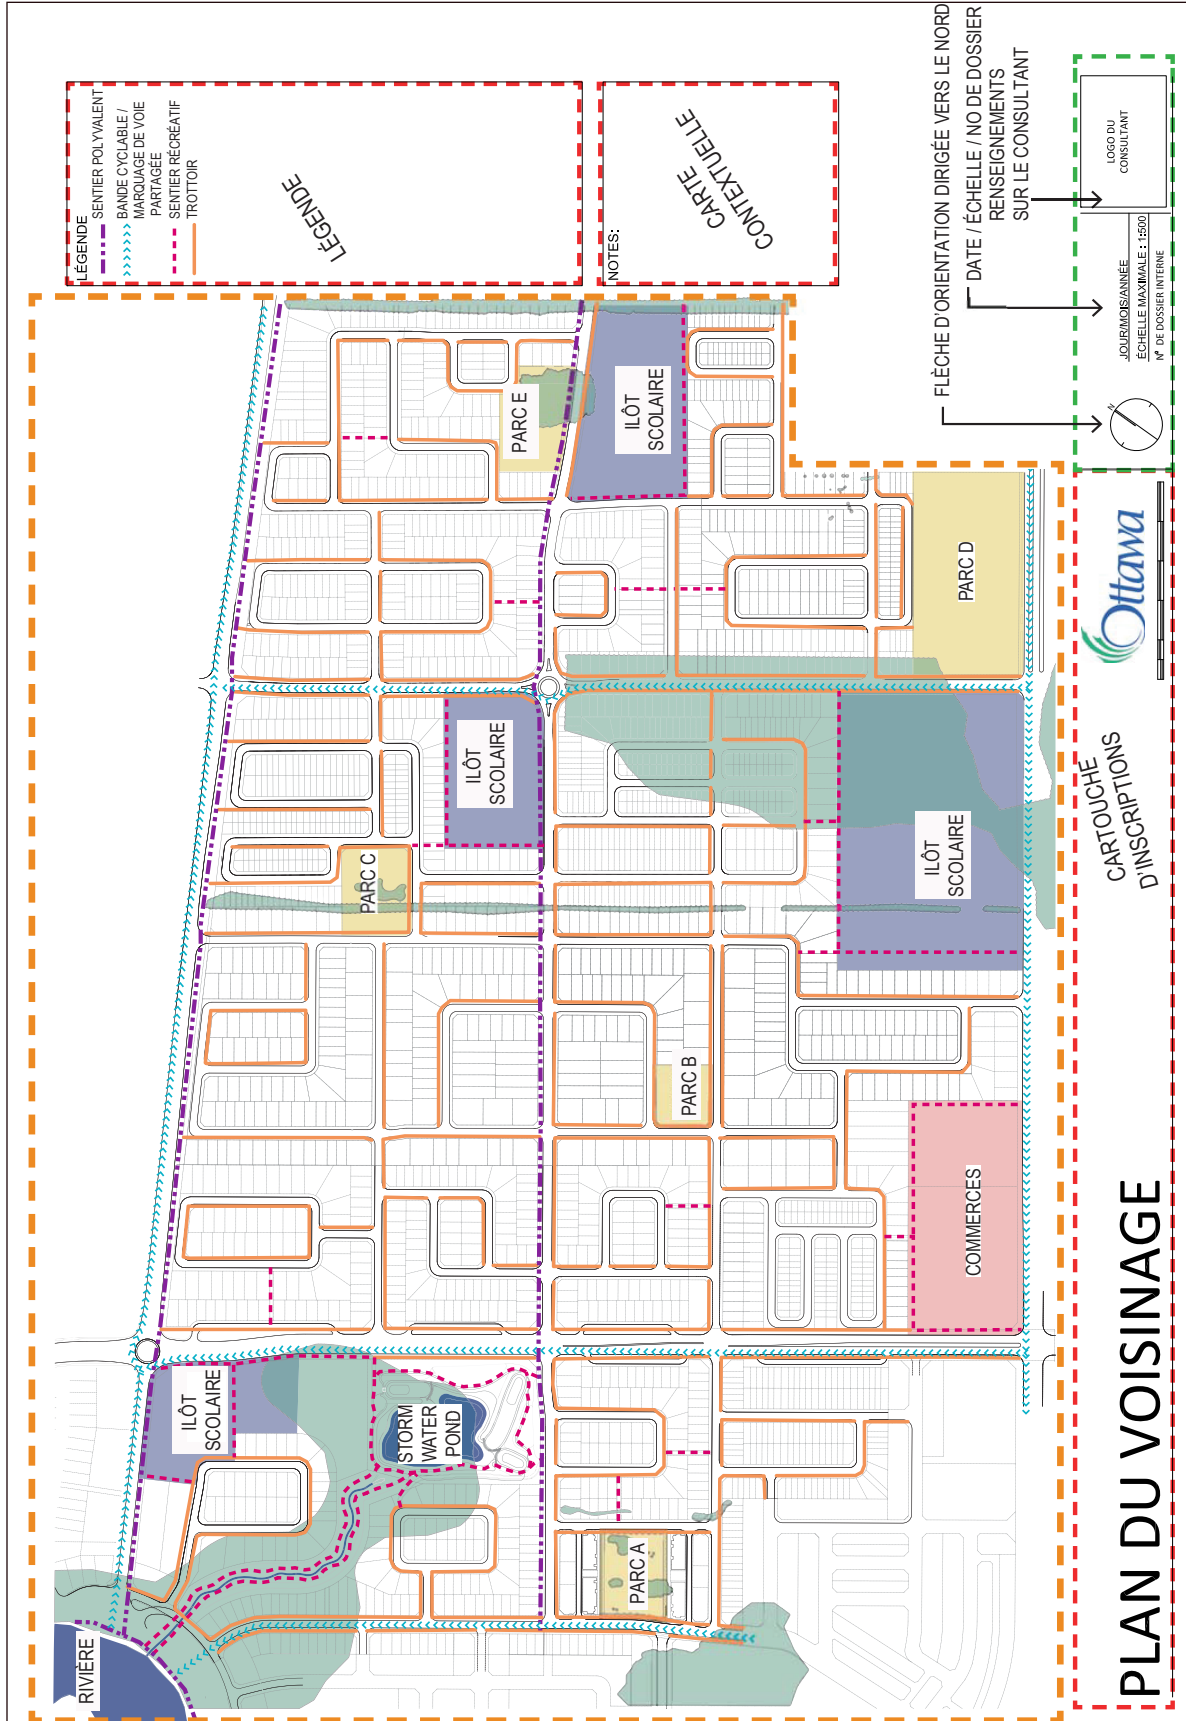 LÉGENDE
SENTIER POLYVALENT
BANDE CYCLABLE /
MARQUAGE DE VOIE
PARTAGÉE
SENTIER RÉCRÉATIF
TROTTOIR
LÉGENDE
NOTES:
CARTE
CONTEXTUELLE
FLÈCHE D'ORIENTATION DIRIGÉE VERS LE NORD
DATE / ÉCHELLE / NO DE DOSSIER
RENSEIGNEMENTS
SUR LE CONSULTANT
LOGO DU
CONSULTANT
JOUR/MOIS/ANNÉE
ÉCHELLE MAXIMALE : 1:500
Nº DE DOSSIER INTERNE
N
Ottawa
CARTOUCHE
D'INSCRIPTIONS
PLAN DU VOISINAGE
PARC E
ILÔT
SCOLAIRE
PARC D
ILÔT
SCOLAIRE
PARC C
ILÔT
SCOLAIRE
PARC B
COMMERCES
ILÔT
SCOLAIRE
STORM
WATER
POND
PARC A
RIVIÈRE